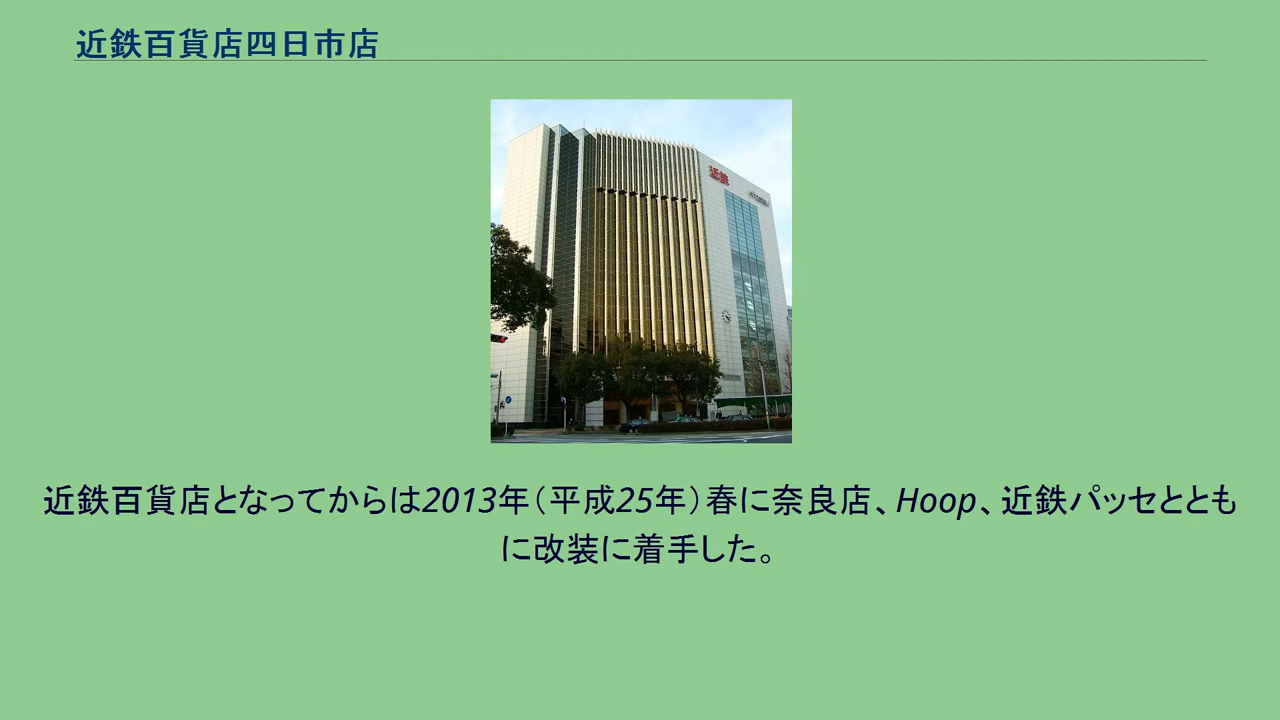 近鉄百貨店四日市店
近鉄
近鉄百貨店となってからは2013年（平成25年）春に奈良店、Hoop、近鉄パッセととも
に改装に着手した。